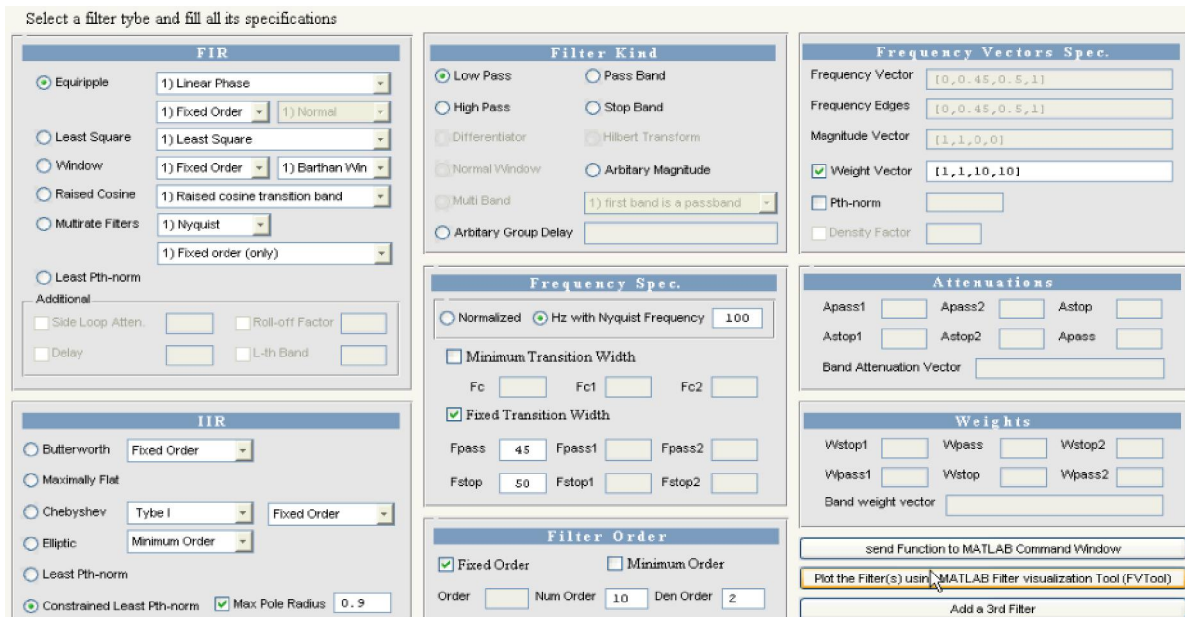 Select a filter tybe and fill all its specifications
FIR
Equiripple 1) Linear Phase
1) Fixed Order 1) Normal
Least Square 1) Least Square
Window 1) Fixed Order 1) Barthan Win
Raised Cosine 1) Raised cosine transition band
Multirate Filters 1) Nyquist
1) Fixed order (only)
Least Pth-norm
Additional
Side Loop Atten. Roll-off Factor
Delay L-th Band
IIR
Butterworth Fixed Order
Maximally Flat
Chebyshev Tybe I Fixed Order
Elliptic Minimum Order
Least Pth-norm
Constrained Least Pth-norm Max Pole Radius 0.9
Filter Kind
Low Pass Pass Band
High Pass Stop Band
Differentiator Hilbert Transform
Normal Window Arbitary Magnitude
Multi Band 1) first band is a passband
Arbitary Group Delay
Frequency Spec.
Normalized Hz with Nyquist Frequency 100
Minimum Transition Width
Fc Fc1 Fc2
Fixed Transition Width
Fpass 45 Fpass1 Fpass2
Fstop 50 Fstop1 Fstop2
Filter Order
Fixed Order Minimum Order
Order Num Order 10 Den Order 2
Frequency Vectors Spec.
Frequency Vector [0,0.45,0.5,1]
Frequency Edges [0,0.45,0.5,1]
Magnitude Vector [1,1,0,0]
Weight Vector [1,1,10,10]
Pth-norm
Density Factor
Attenuations
Apass1 Apass2 Astop
Astop1 Astop2 Apass
Band Attenuation Vector
Weights
Wstop1 Wpass Wstop2
Wpass1 Wstop Wpass2
Band weight vector
send Function to MATLAB Command Window
Plot the Filter(s) using MATLAB Filter visualization Tool (FVTool)
Add a 3rd Filter